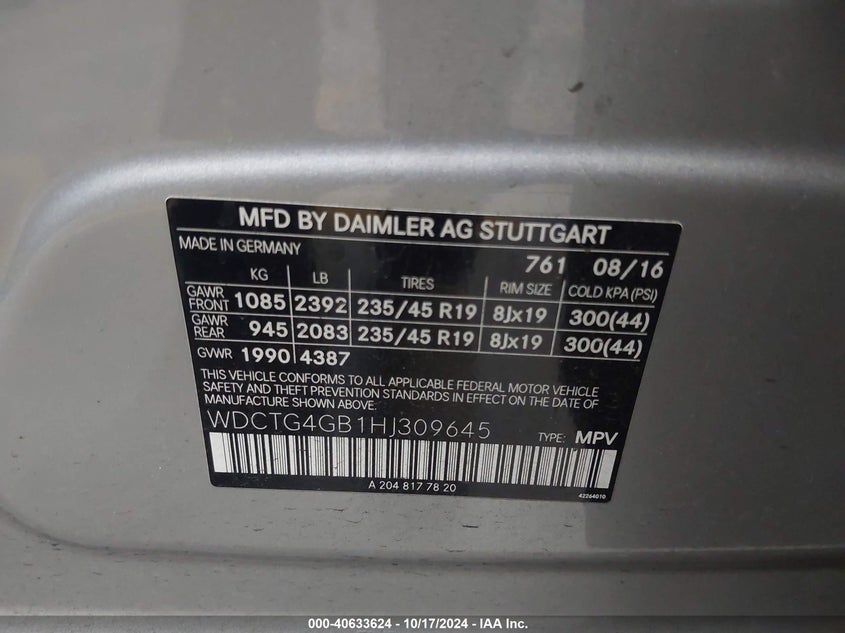 MFD BY DAIMLER AG STUTTGART
MADE IN GERMANY 761 08/16
KG LB TIRES RIM SIZE COLD KPA (PSI)
GAWR FRONT 1085 2392 235/45 R19 8Jx19 300(44)
GAWR REAR 945 2083 235/45 R19 8Jx19 300(44)
GVWR 1990 4387
THIS VEHICLE CONFORMS TO ALL APPLICABLE FEDERAL MOTOR VEHICLE
SAFETY AND THEFT PREVENTION STANDARDS IN EFFECT ON THE DATE OF
MANUFACTURE SHOWN ABOVE:
WDCTG4GB1HJ309645 TYPE: MPV
A 204 817 78 20
42264010
000-40633624 / 10/17/2024 - IAA Inc.